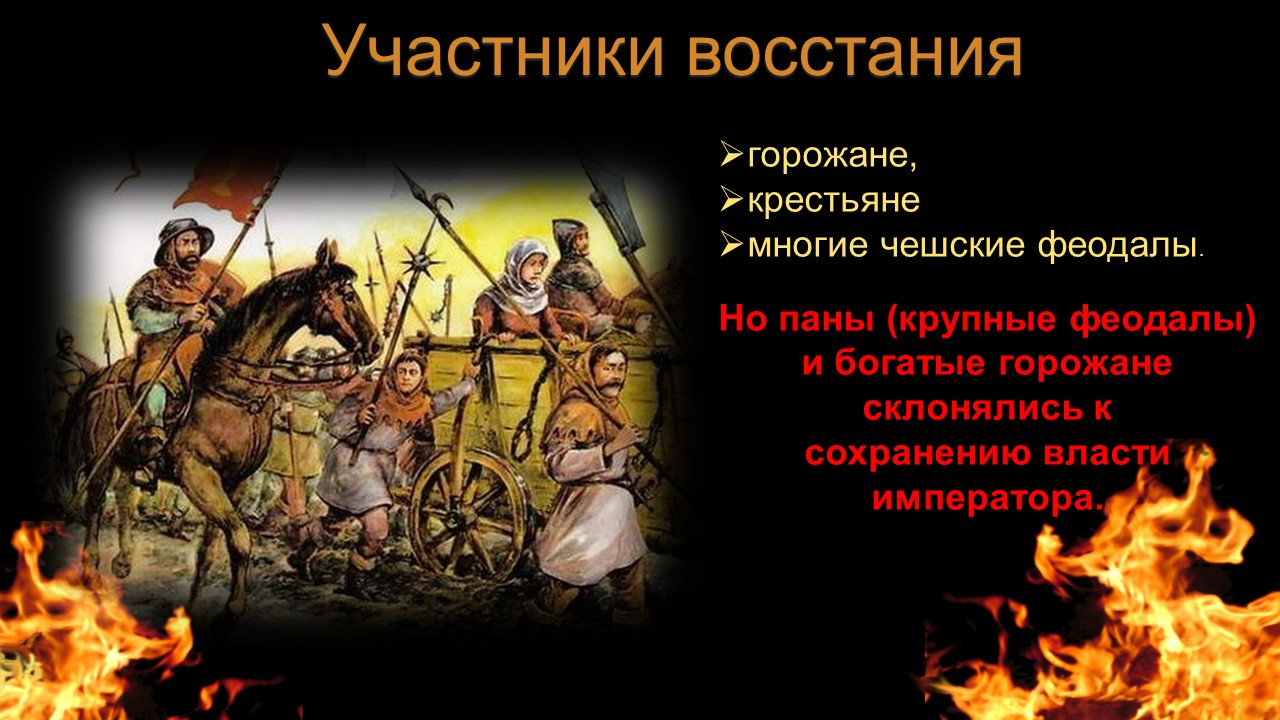 Участники восстания
➢горожане,
➢крестьяне
➢многие чешские феодалы.
Но паны (крупные феодалы)
и богатые горожане
склонялись к
сохранению власти
императора.